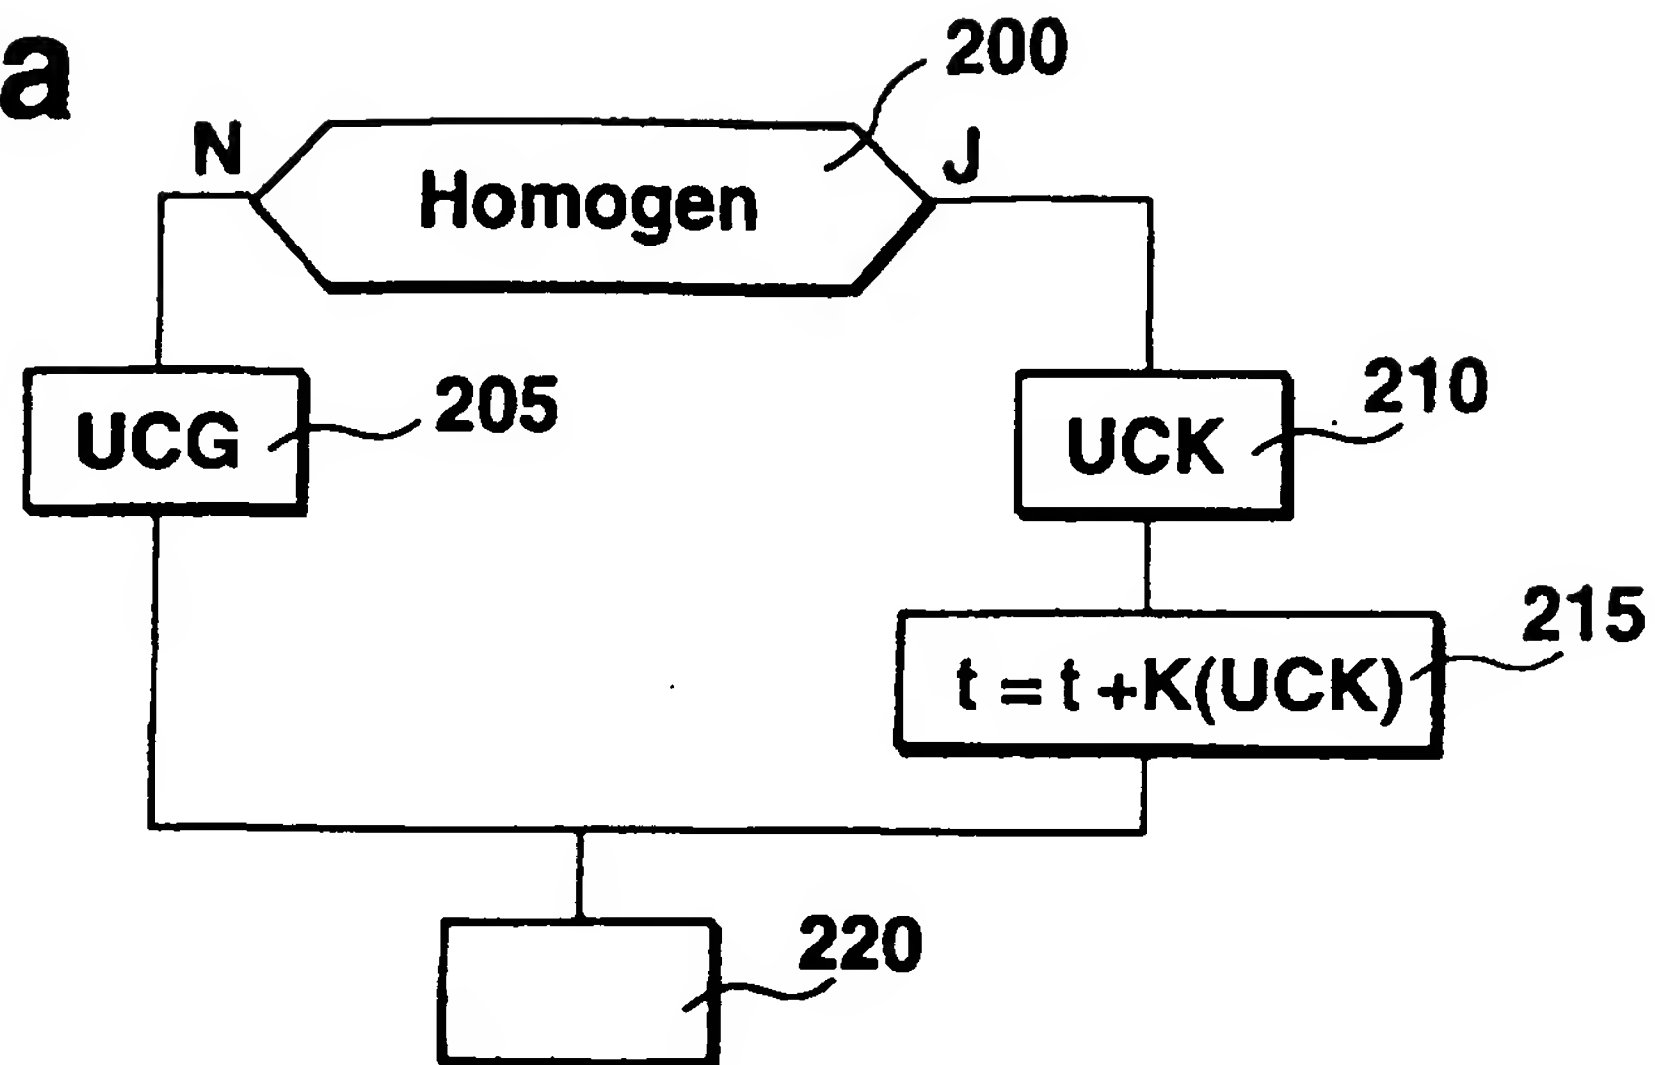 a
200
N
J
Homogen
UCG
205
UCK
210
t = t +K(UCK)
215
220